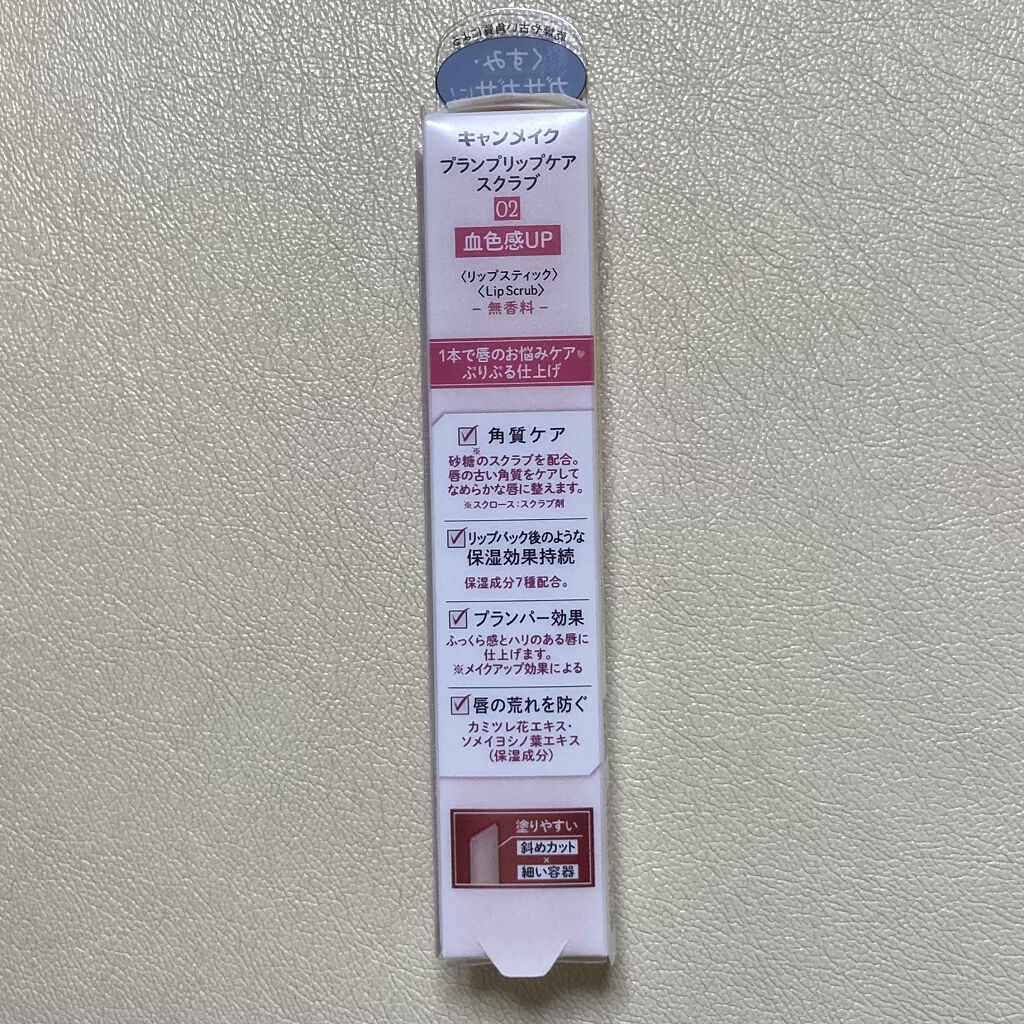 くすみ・
キャンメイク
プランプリップケア
スクラブ
02
血色感UP
〈リップスティック〉
〈Lip Scrub〉
– 無香料 –
1本で唇のお悩みケア♥
ぷりぷる仕上げ
角質ケア
※
砂糖のスクラブを配合。
唇の古い角質をケアして
なめらかな唇に整えます。
※スクロース:スクラブ剤
リップパック後のような
保湿効果持続
保湿成分7種配合。
プランパー効果
ふっくら感とハリのある唇に
仕上げます。
※メイクアップ効果による
唇の荒れを防ぐ
カミツレ花エキス・
ソメイヨシノ葉エキス
(保湿成分)
塗りやすい
斜めカット
×
細い容器